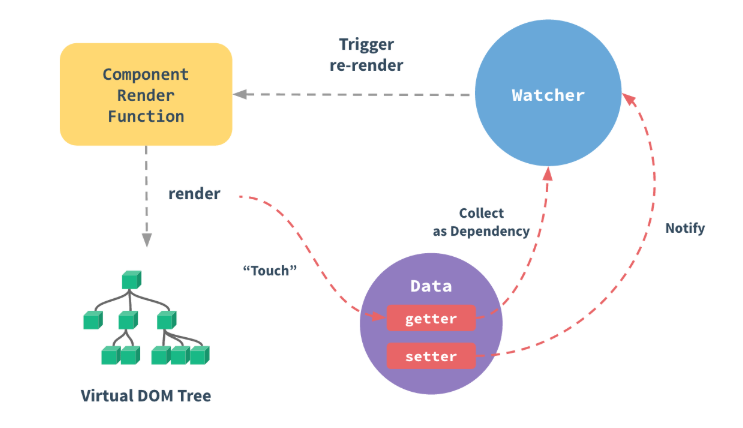 Trigger
re-render
Component
Render
Function
Watcher
render
Collect
as Dependency
Notify
“Touch”
Data
getter
setter
Virtual DOM Tree